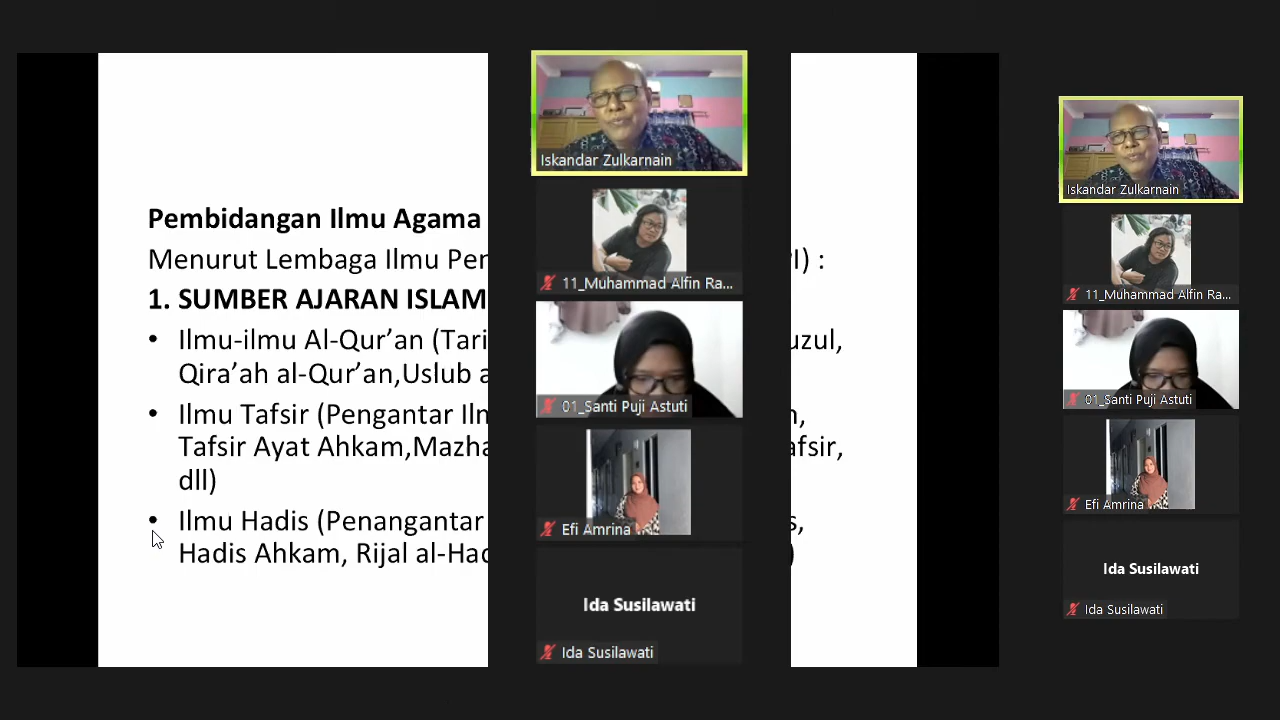 Pembidangan Ilmu Agama
Menurut Lembaga Ilmu Pen I) :
1. SUMBER AJARAN ISLAM
• Ilmu-ilmu Al-Qur’an (Tari uzul,
Qira’ah al-Qur’an,Uslub a
• Ilmu Tafsir (Pengantar Iln n,
Tafsir Ayat Ahkam,Mazha afsir,
dll)
• Ilmu Hadis (Penangantar s,
Hadis Ahkam, Rijal al-Had )
Iskandar Zulkarnain
11_Muhammad Alfin Ra...
01_Santi Puji Astuti
Efi Amrina
Ida Susilawati
Ida Susilawati
Iskandar Zulkarnain
11_Muhammad Alfin Ra...
01_Santi Puji Astuti
Efi Amrina
Ida Susilawati
Ida Susilawati